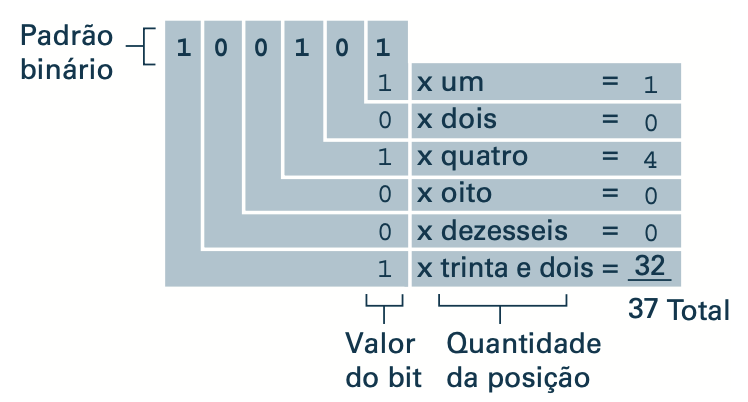 Padrão
binário
1 0 0 1 0 1
1 x um = 1
0 x dois = 0
1 x quatro = 4
0 x oito = 0
0 x dezesseis = 0
1 x trinta e dois = 32
37 Total
Valor
do bit
Quantidade
da posição